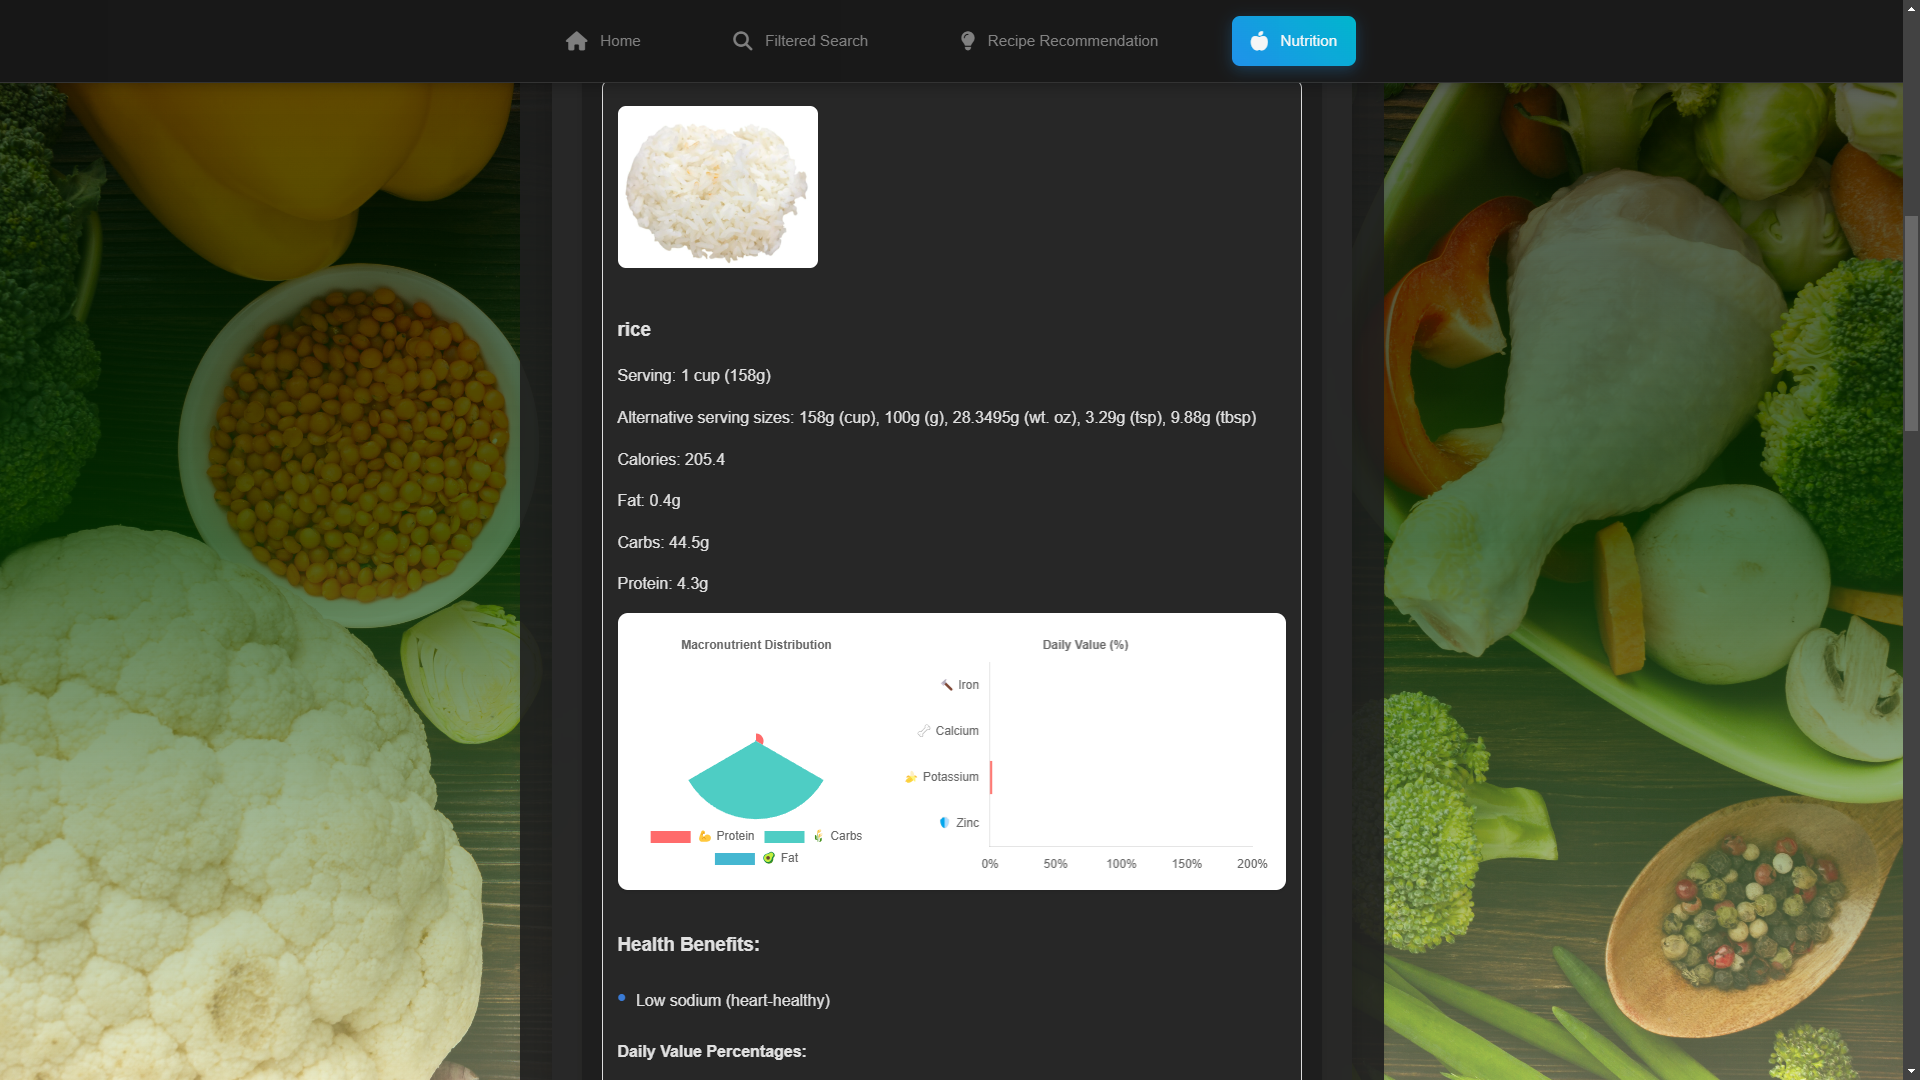 Home
Filtered Search
Recipe Recommendation
Nutrition
rice
Serving: 1 cup (158g)
Alternative serving sizes: 158g (cup), 100g (g), 28.3495g (wt. oz), 3.29g (tsp), 9.88g (tbsp)
Calories: 205.4
Fat: 0.4g
Carbs: 44.5g
Protein: 4.3g
Macronutrient Distribution
💪 Protein
🌾 Carbs
🥑 Fat
Daily Value (%)
🔨 Iron
🦴 Calcium
🍌 Potassium
🛡️ Zinc
0% 50% 100% 150% 200%
Health Benefits:
Low sodium (heart-healthy)
Daily Value Percentages: